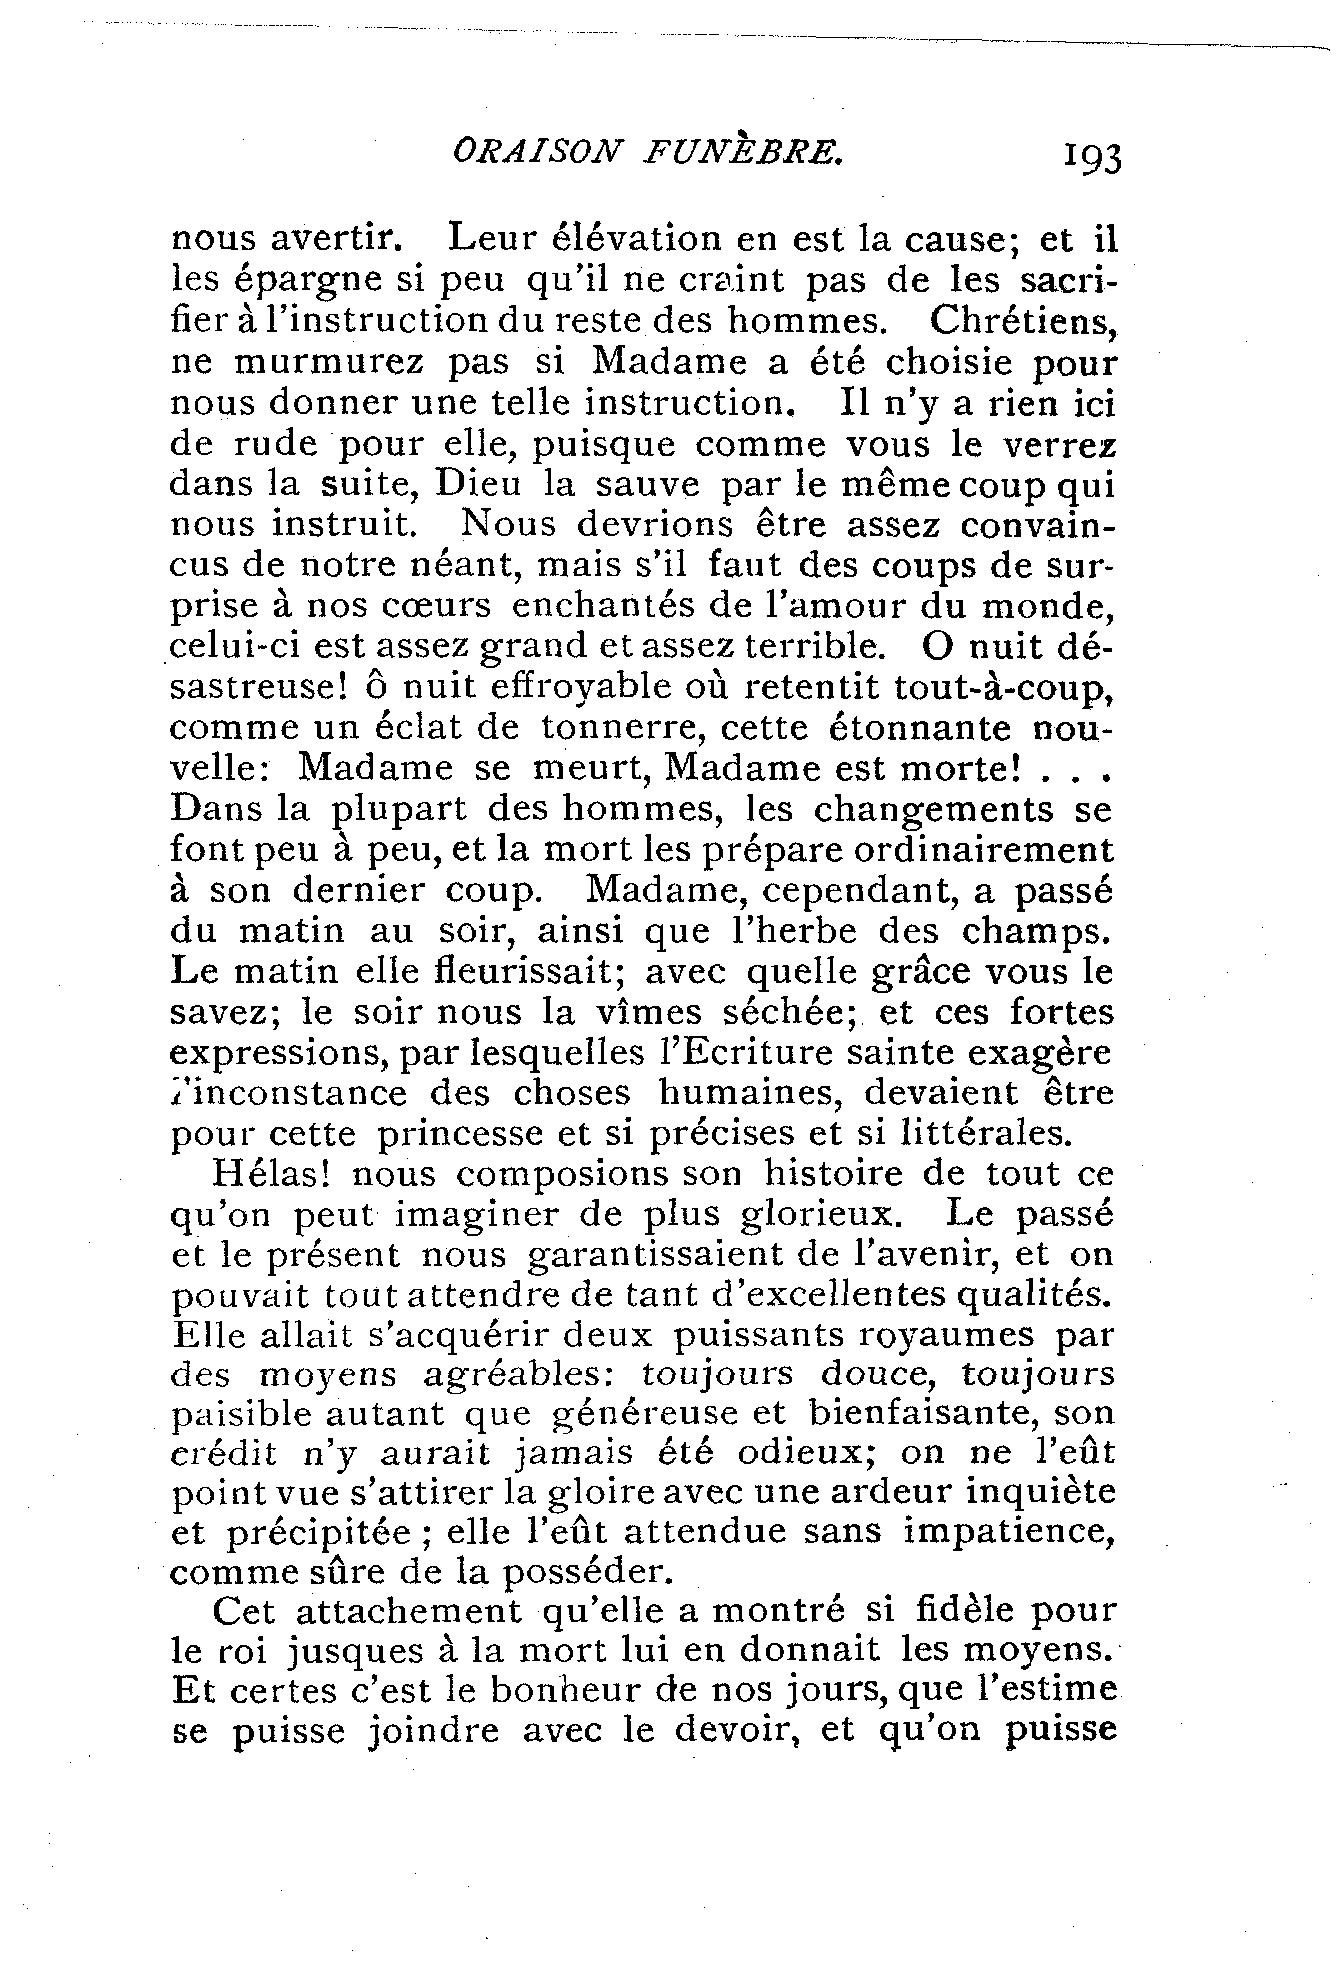 ORAISON FUNÈBRE. 193
nous avertir. Leur élévation en est la cause; et il
les épargne si peu qu'il ne craint pas de les sacri-
fier à l'instruction du reste des hommes. Chrétiens,
ne murmurez pas si Madame a été choisie pour
nous donner une telle instruction. Il n'y a rien ici
de rude pour elle, puisque comme vous le verrez
dans la suite, Dieu la sauve par le même coup qui
nous instruit. Nous devrions être assez convain-
cus de notre néant, mais s'il faut des coups de sur-
prise à nos cœurs enchantés de l'amour du monde,
celui-ci est assez grand et assez terrible. O nuit dé-
sastreuse! ô nuit effroyable où retentit tout-à-coup,
comme un éclat de tonnerre, cette étonnante nou-
velle: Madame se meurt, Madame est morte! . . .
Dans la plupart des hommes, les changements se
font peu à peu, et la mort les prépare ordinairement
à son dernier coup. Madame, cependant, a passé
du matin au soir, ainsi que l'herbe des champs.
Le matin elle fleurissait; avec quelle grâce vous le
savez; le soir nous la vîmes séchée; et ces fortes
expressions, par lesquelles l'Ecriture sainte exagère
l'inconstance des choses humaines, devaient être
pour cette princesse et si précises et si littérales.
Hélas! nous composions son histoire de tout ce
qu'on peut imaginer de plus glorieux. Le passé
et le présent nous garantissaient de l'avenir, et on
pouvait tout attendre de tant d'excellentes qualités.
Elle allait s'acquérir deux puissants royaumes par
des moyens agréables: toujours douce, toujours
paisible autant que généreuse et bienfaisante, son
crédit n'y aurait jamais été odieux; on ne l'eût
point vue s'attirer la gloire avec une ardeur inquiète
et précipitée ; elle l'eût attendue sans impatience,
comme sûre de la posséder.
Cet attachement qu'elle a montré si fidèle pour
le roi jusques à la mort lui en donnait les moyens.
Et certes c'est le bonheur de nos jours, que l'estime
se puisse joindre avec le devoir, et qu'on puisse